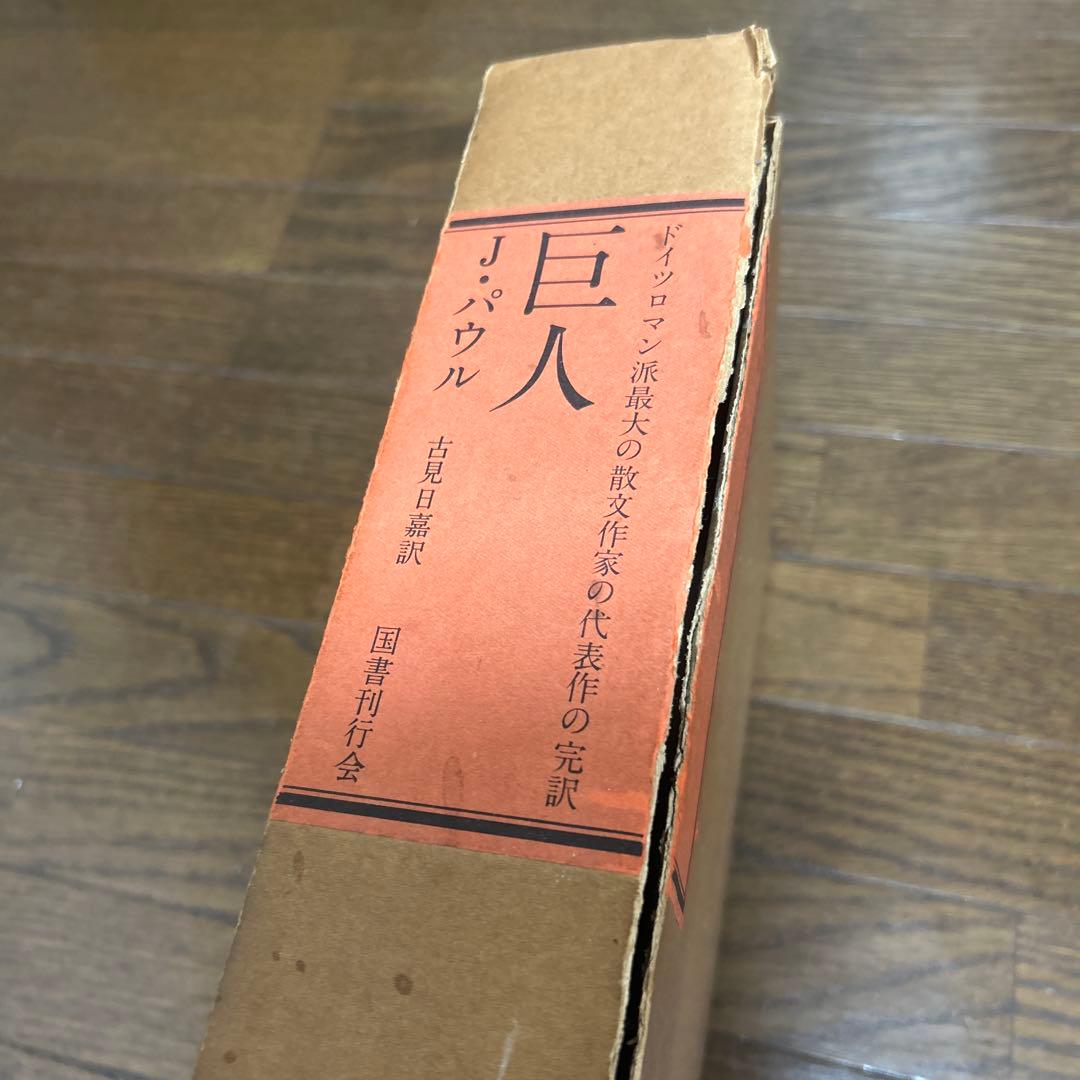 ドイツロマン派最大の散文作家の代表作の完訳
巨人
J・パウル
古見日嘉訳
国書刊行会